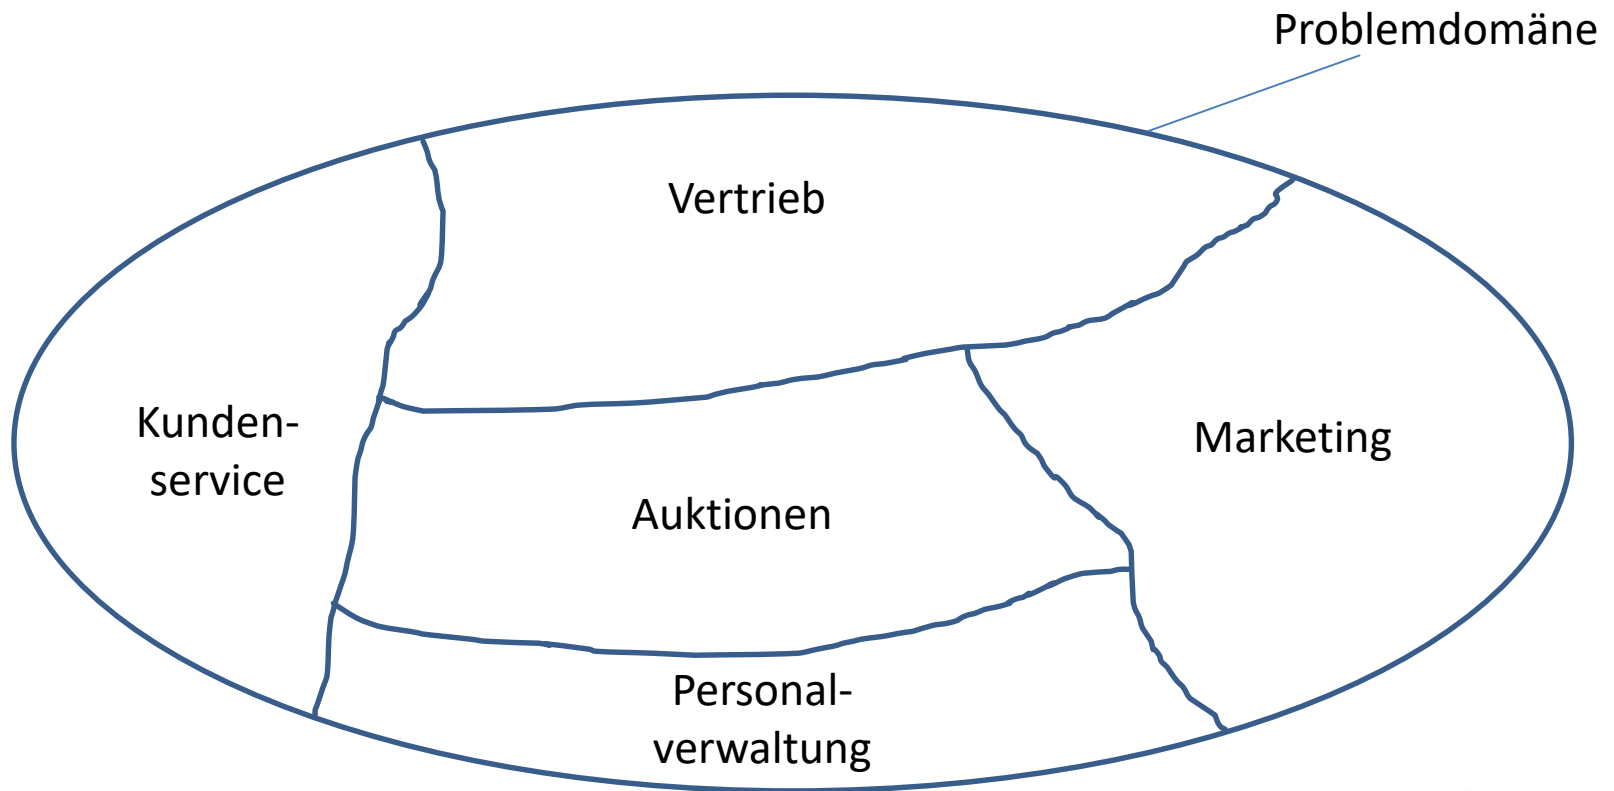 Problemdomäne
Vertrieb
Kunden-
service
Marketing
Auktionen
Personal-
verwaltung